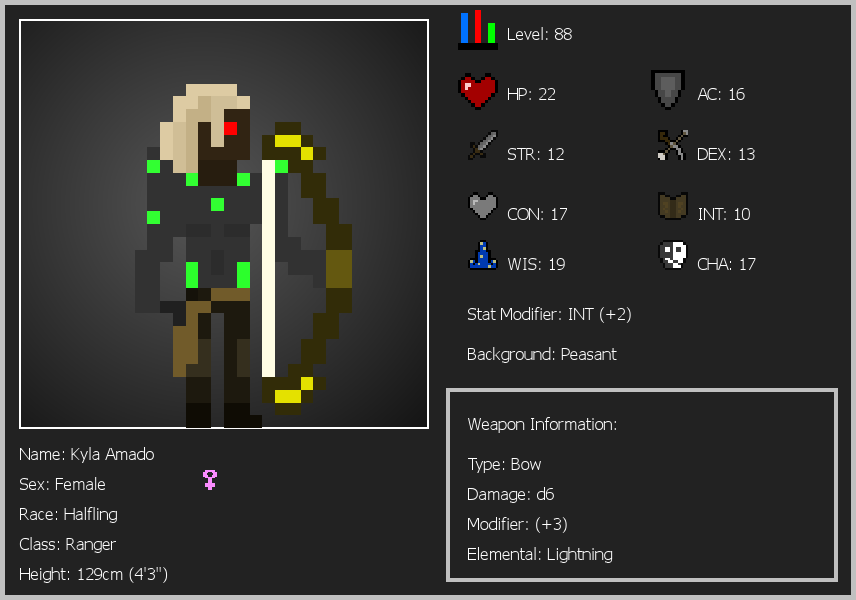 Level: 88
HP: 22
AC: 16
STR: 12
DEX: 13
CON: 17
INT: 10
WIS: 19
CHA: 17
Stat Modifier: INT (+2)
Background: Peasant
Weapon Information:
Type: Bow
Damage: d6
Modifier: (+3)
Elemental: Lightning
Name: Kyla Amado
Sex: Female
Race: Halfling
Class: Ranger
Height: 129cm (4'3")